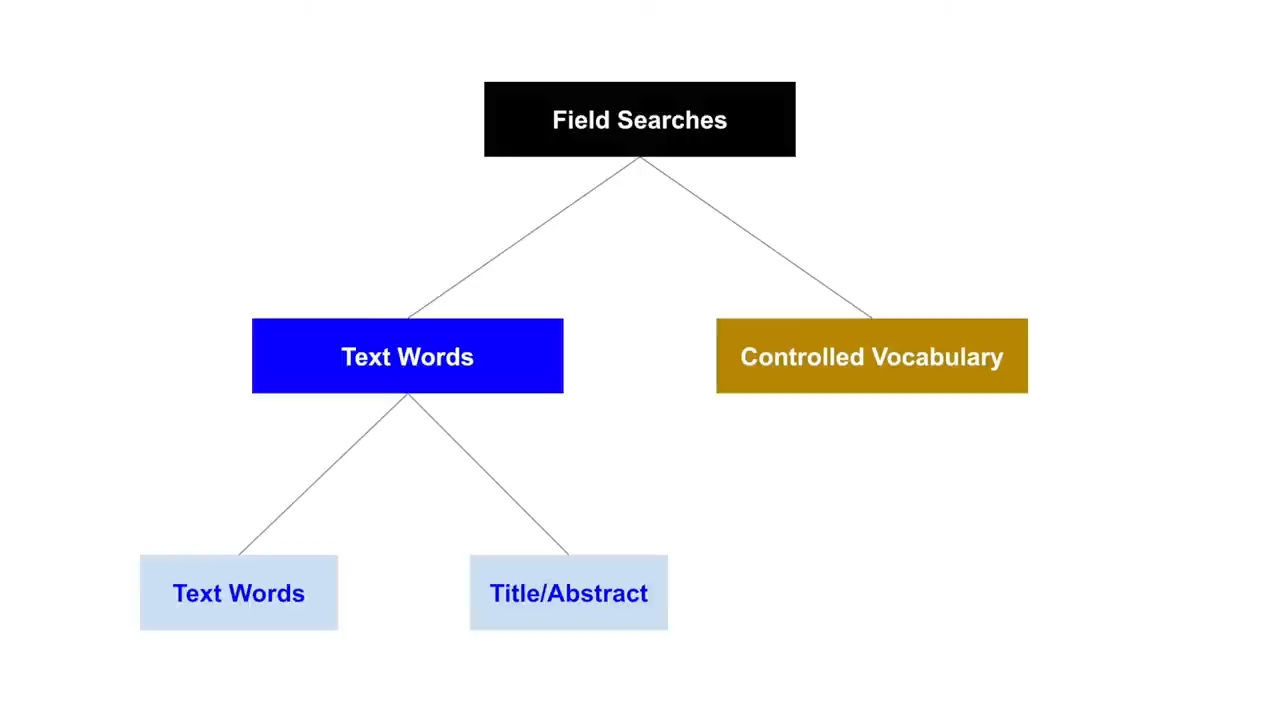 Field Searches
Text Words
Controlled Vocabulary
Text Words
Title/Abstract